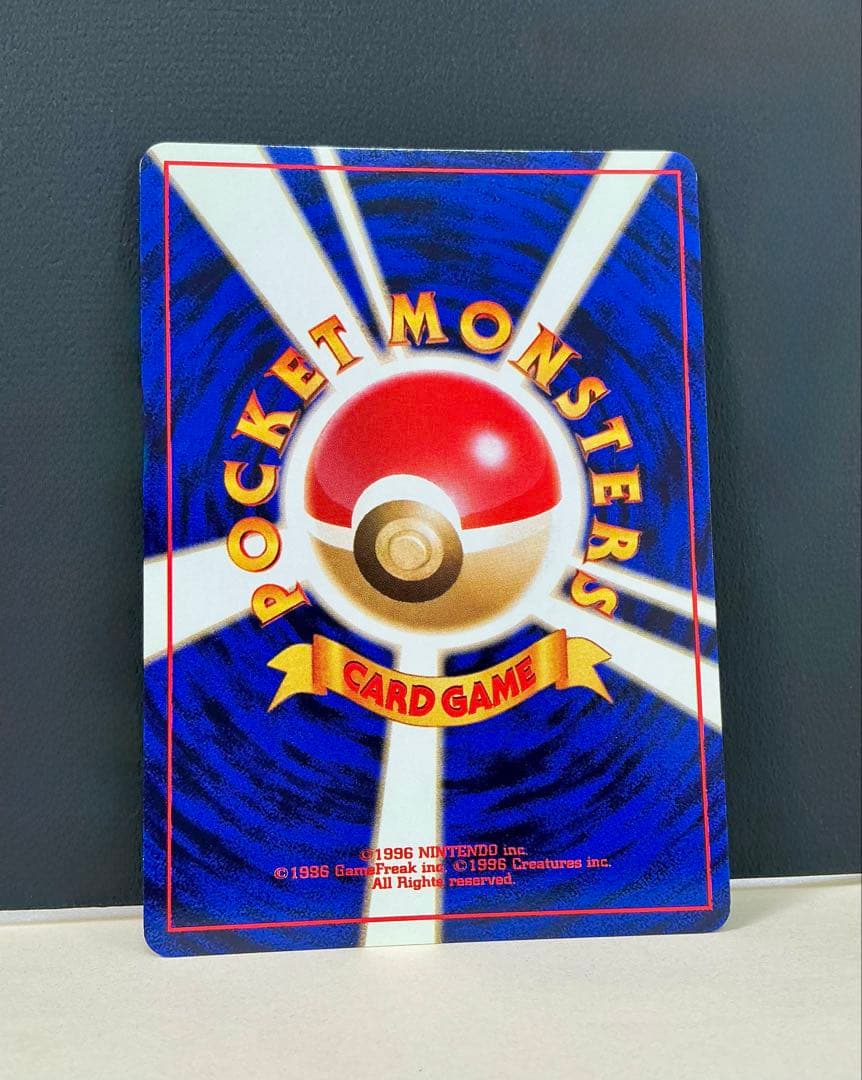 POCKET MONSTERS
CARD GAME
©1996 NINTENDO inc.
©1996 GameFreak inc. ©1996 Creatures inc.
All Rights reserved.